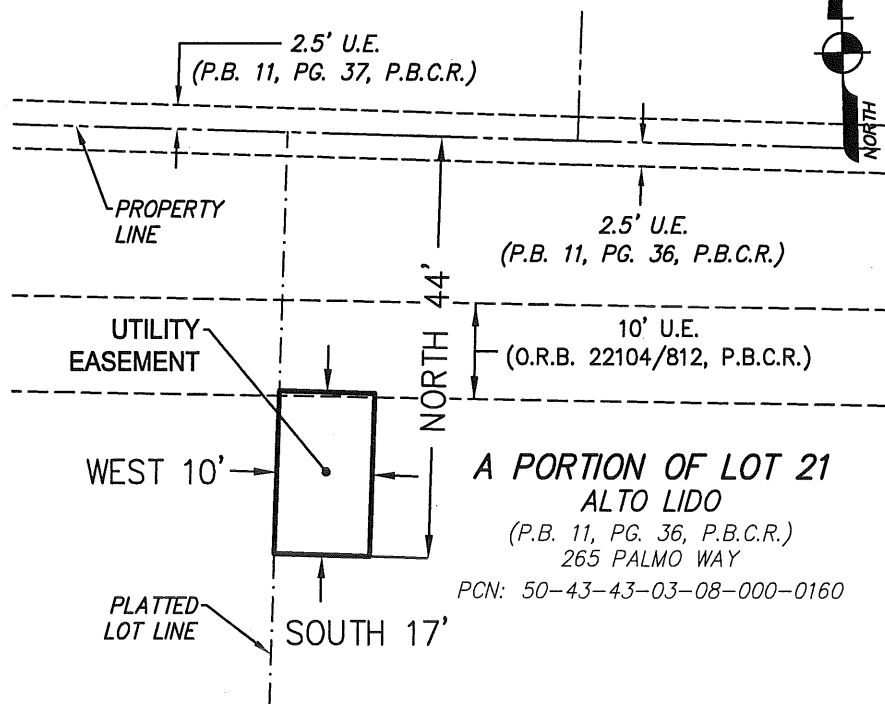 2.5' U.E.
(P.B. 11, PG. 37, P.B.C.R.)
NORTH
PROPERTY
LINE
2.5' U.E.
(P.B. 11, PG. 36, P.B.C.R.)
NORTH 44'
UTILITY
EASEMENT
10' U.E.
(O.R.B. 22104/812, P.B.C.R.)
WEST 10'
A PORTION OF LOT 21
ALTO LIDO
(P.B. 11, PG. 36, P.B.C.R.)
265 PALMO WAY
PCN: 50-43-43-03-08-000-0160
PLATTED
LOT LINE
SOUTH 17'